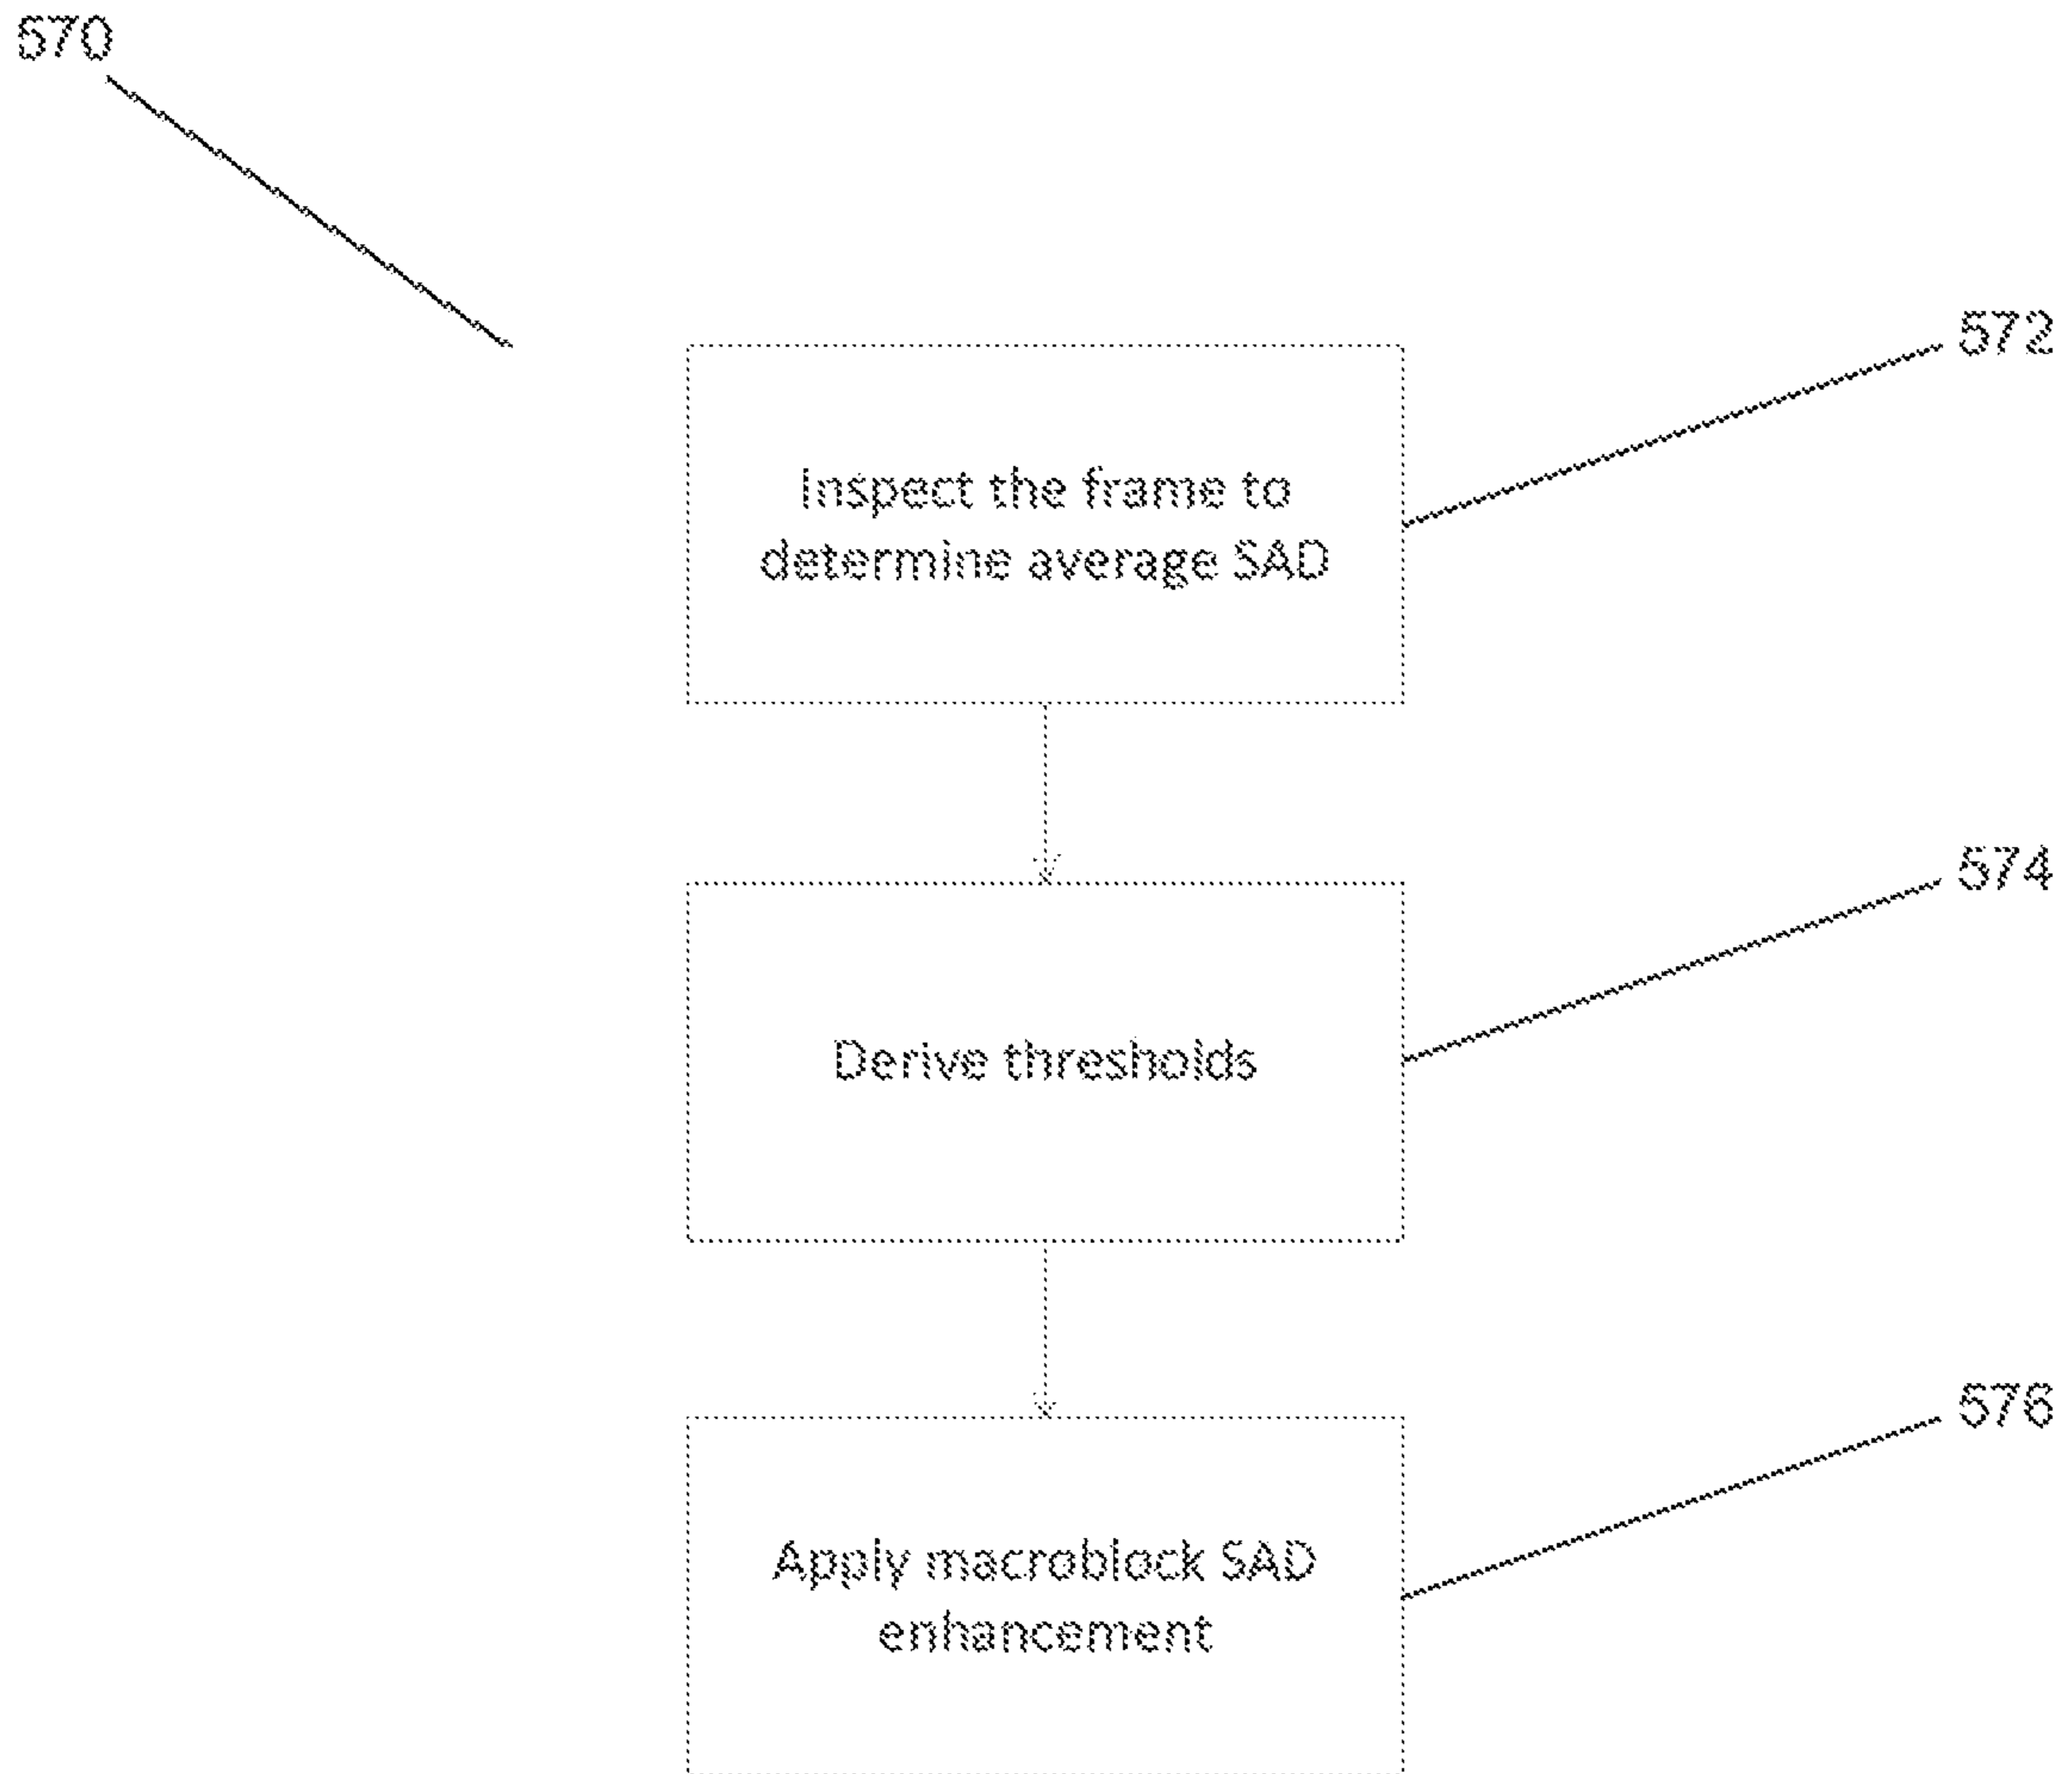 570
572
Inspect the frame to
determine average SAD
574
Derive thresholds
576
Apply macroblock SAD
enhancement